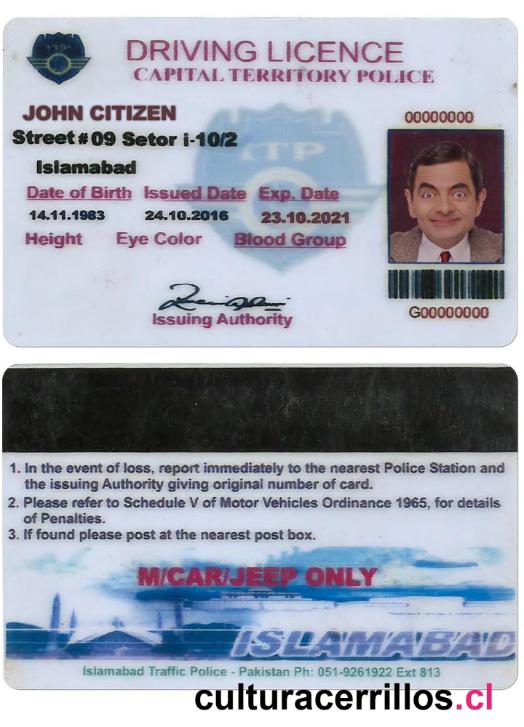 ITP
DRIVING LICENCE
CAPITAL TERRITORY POLICE
JOHN CITIZEN
Street # 09 Setor i-10/2
Islamabad
00000000
ITP
Date of Birth Issued Date Exp. Date
14.11.1983 24.10.2016 23.10.2021
Height Eye Color Blood Group
Issuing Authority
G00000000
1. In the event of loss, report immediately to the nearest Police Station and
the issuing Authority giving original number of card.
2. Please refer to Schedule V of Motor Vehicles Ordinance 1965, for details
of Penalties.
3. If found please post at the nearest post box.
M/CAR/JEEP ONLY
ISLAMABAD
Islamabad Traffic Police - Pakistan Ph: 051-9261922 Ext 813
culturacerrillos.cl